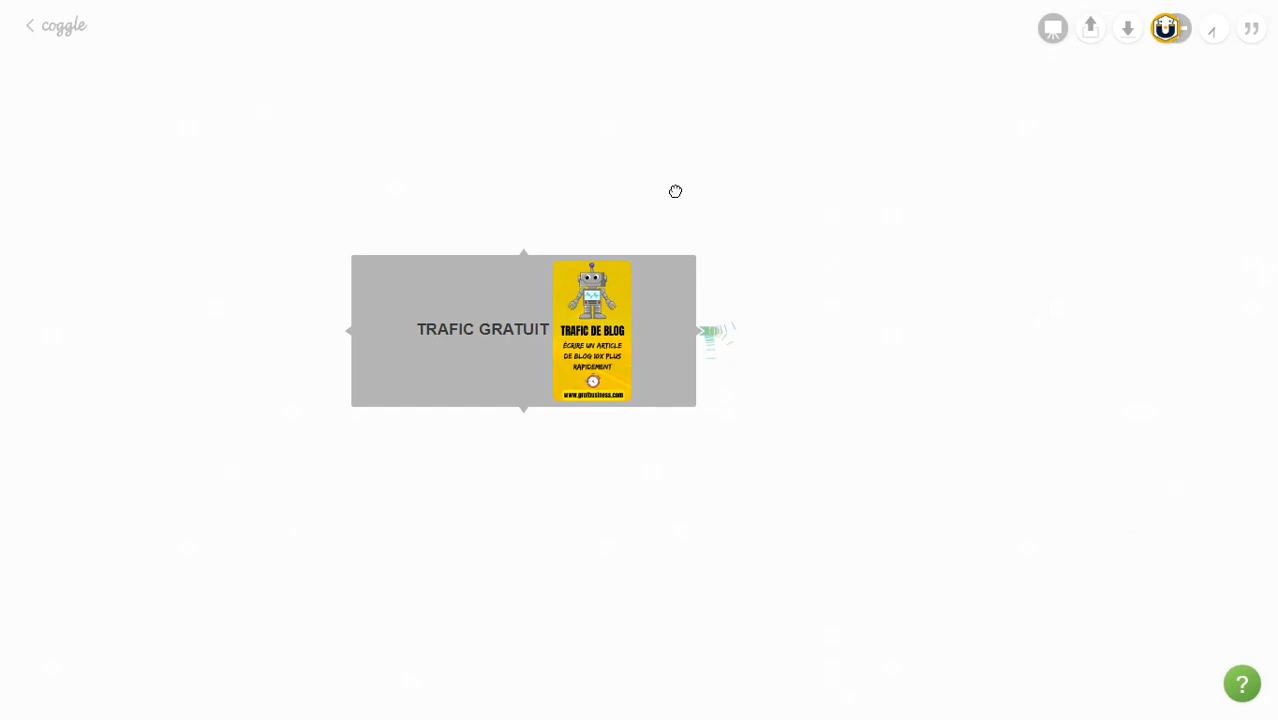 coggle
TRAFIC GRATUIT
TRAFIC DE BLOG
ÉCRIRE UN ARTICLE
DE BLOG 10X PLUS
RAPIDEMENT
?